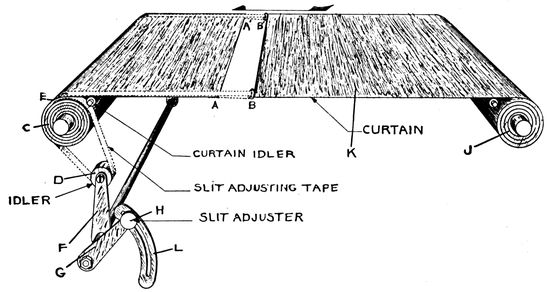 A B
E
A B
C
CURTAIN
J
K
CURTAIN IDLER
D
SLIT ADJUSTING TAPE
IDLER
H
SLIT ADJUSTER
F
L
G